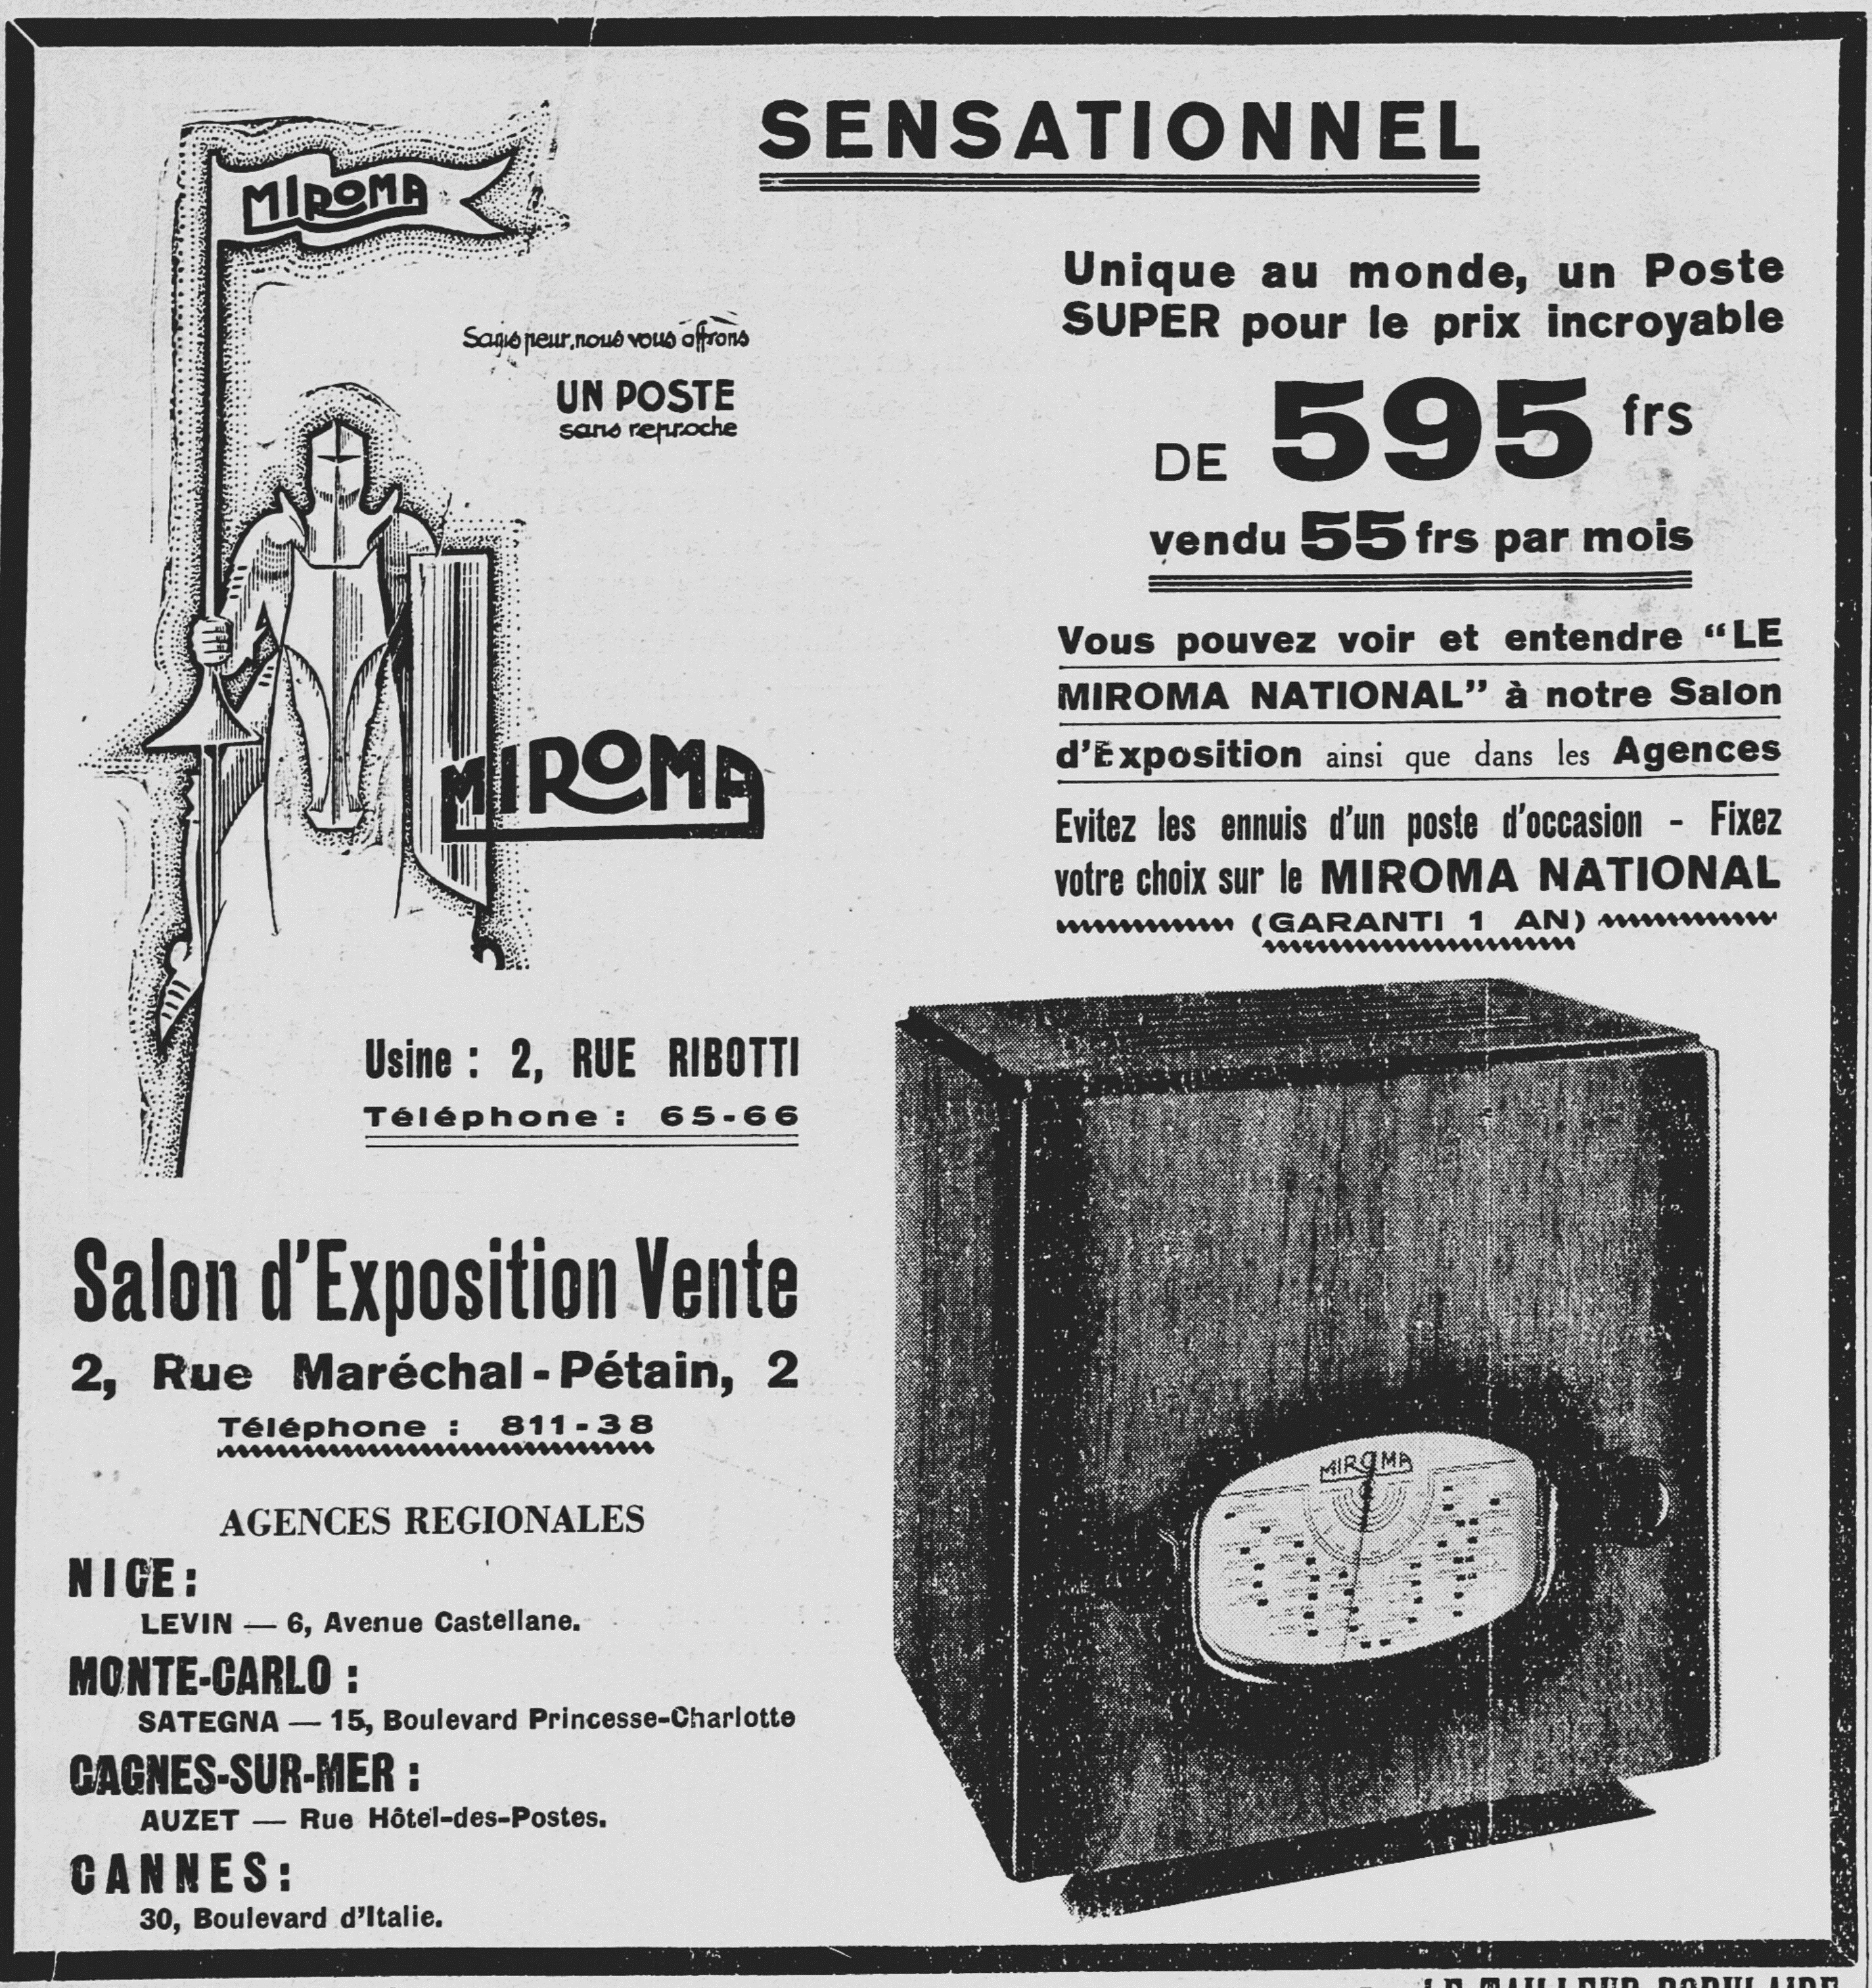 SENSATIONNEL
MIROMA
Sans peur, nous vous offrons
UN POSTE
sans reproche
MIROMA
Unique au monde, un Poste
SUPER pour le prix incroyable
DE 595 frs
vendu 55 frs par mois
Vous pouvez voir et entendre “LE
MIROMA NATIONAL” à notre Salon
d'Exposition ainsi que dans les Agences
Evitez les ennuis d'un poste d'occasion - Fixez
votre choix sur le MIROMA NATIONAL
(GARANTI 1 AN)
Usine : 2, RUE RIBOTTI
Téléphone : 65-66
Salon d'Exposition Vente
2, Rue Maréchal-Pétain, 2
Téléphone : 811-38
AGENCES REGIONALES
NICE :
LEVIN — 6, Avenue Castellane.
MONTE-CARLO :
SATEGNA — 15, Boulevard Princesse-Charlotte
CAGNES-SUR-MER :
AUZET — Rue Hôtel-des-Postes.
CANNES :
30, Boulevard d'Italie.
MIROMA
LE TAILLEUR POPULAIRE